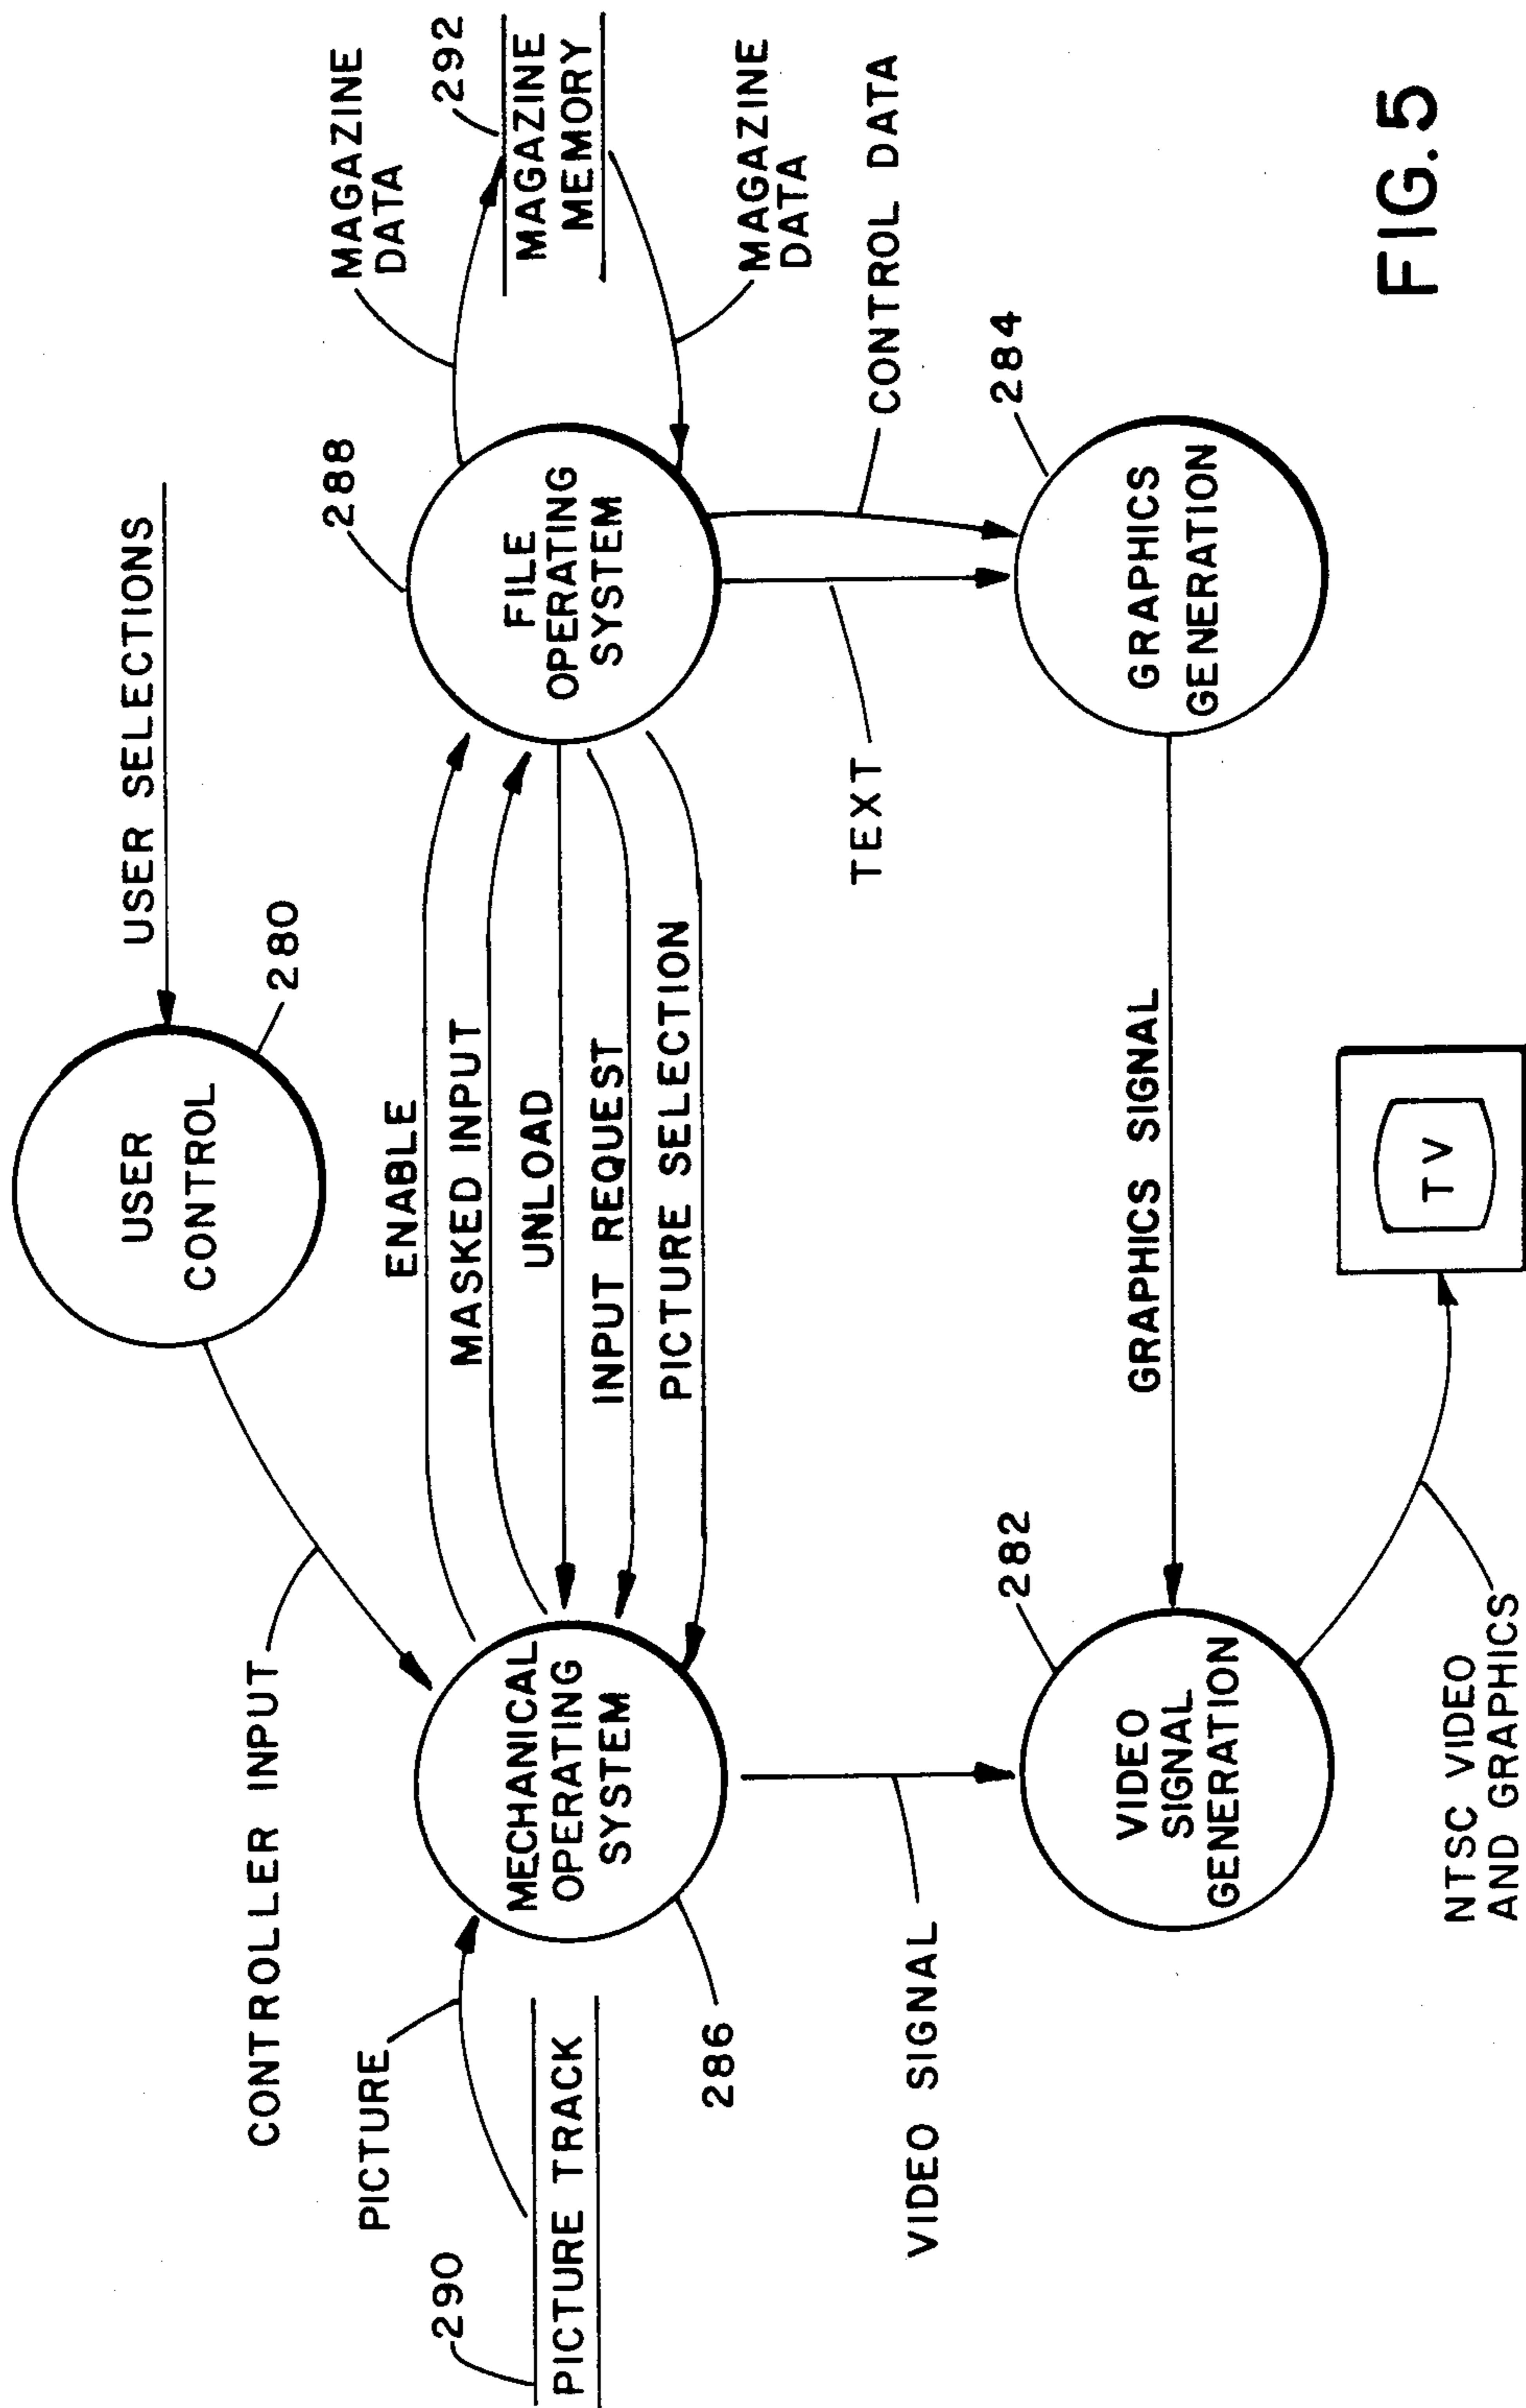 USER SELECTIONS
USER
CONTROL
280
CONTROLLER INPUT
PICTURE
290
PICTURE TRACK
MECHANICAL
OPERATING
SYSTEM
286
ENABLE
MASKED INPUT
UNLOAD
INPUT REQUEST
PICTURE SELECTION
288
FILE
OPERATING
SYSTEM
MAGAZINE
DATA
292
MAGAZINE
MEMORY
MAGAZINE
DATA
CONTROL DATA
TEXT
VIDEO SIGNAL
282
VIDEO
SIGNAL
GENERATION
GRAPHICS SIGNAL
284
GRAPHICS
GENERATION
NTSC VIDEO
AND GRAPHICS
TV
FIG.5